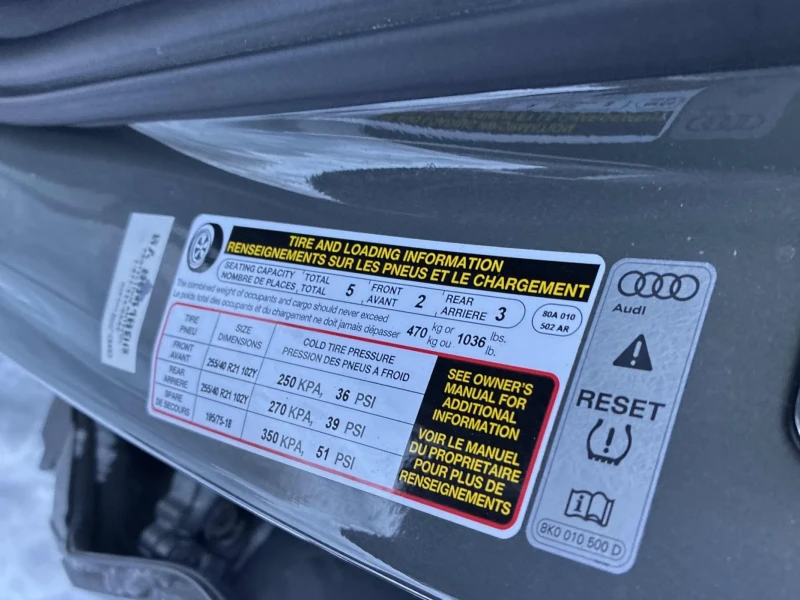 TIRE AND LOADING INFORMATION
RENSEIGNEMENTS SUR LES PNEUS ET LE CHARGEMENT
SEATING CAPACITY TOTAL 5 FRONT 2 REAR 3
NOMBRE DE PLACES TOTAL AVANT ARRIERE
80A 010
502 AR
The combined weight of occupants and cargo should never exceed 470 kg or 1036 lbs.
Le poids total des occupants et du chargement ne doit jamais dépasser kg ou lb.
TIRE
PNEU
SIZE
DIMENSIONS
COLD TIRE PRESSURE
PRESSION DES PNEUS A FROID
FRONT
AVANT
255/40 R21 102Y
250 KPA, 36 PSI
REAR
ARRIERE
255/40 R21 102Y
270 KPA, 39 PSI
SPARE
DE SECOURS
195/75-18
350 KPA, 51 PSI
SEE OWNER'S
MANUAL FOR
ADDITIONAL
INFORMATION
VOIR LE MANUEL
DU PROPRIETAIRE
POUR PLUS DE
RENSEIGNEMENTS
Audi
RESET
8K0 010 500 D